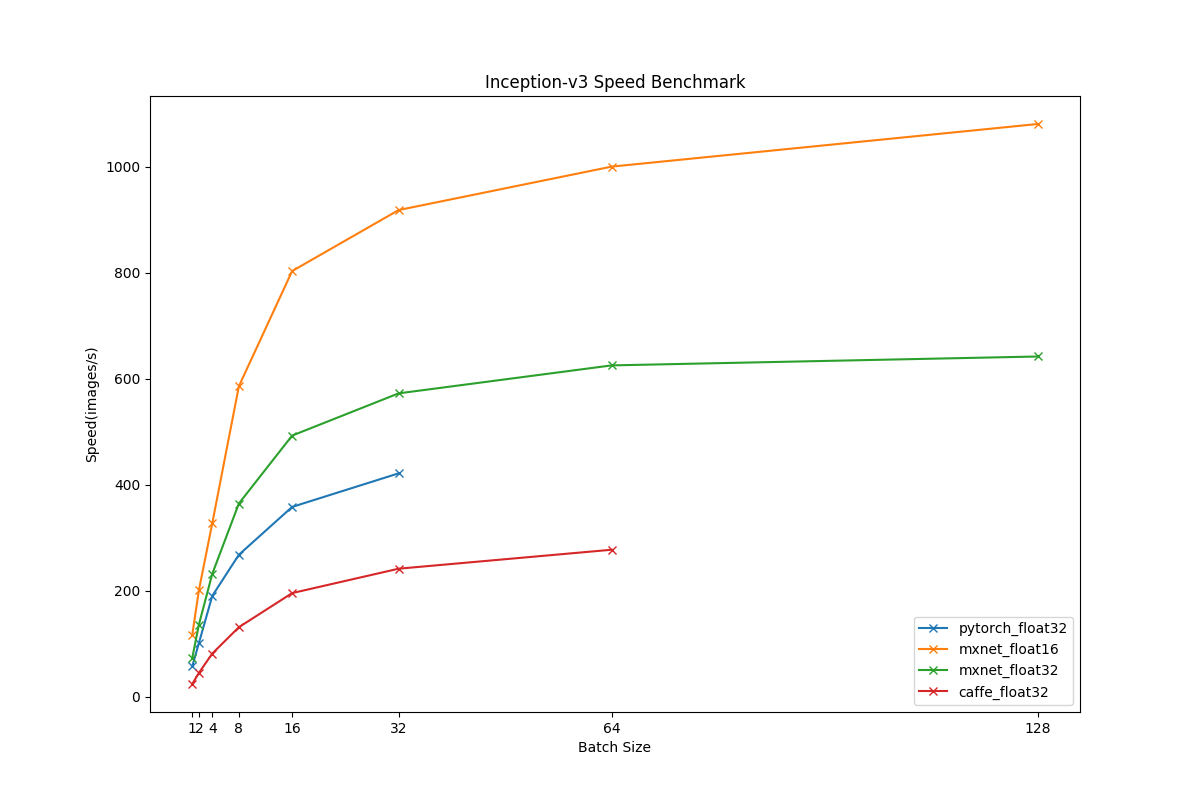 Inception-v3 Speed Benchmark
1000
800
600
400
200
0
Speed(images/s)
1 2 4 8 16 32 64 128
Batch Size
pytorch_float32
mxnet_float16
mxnet_float32
caffe_float32